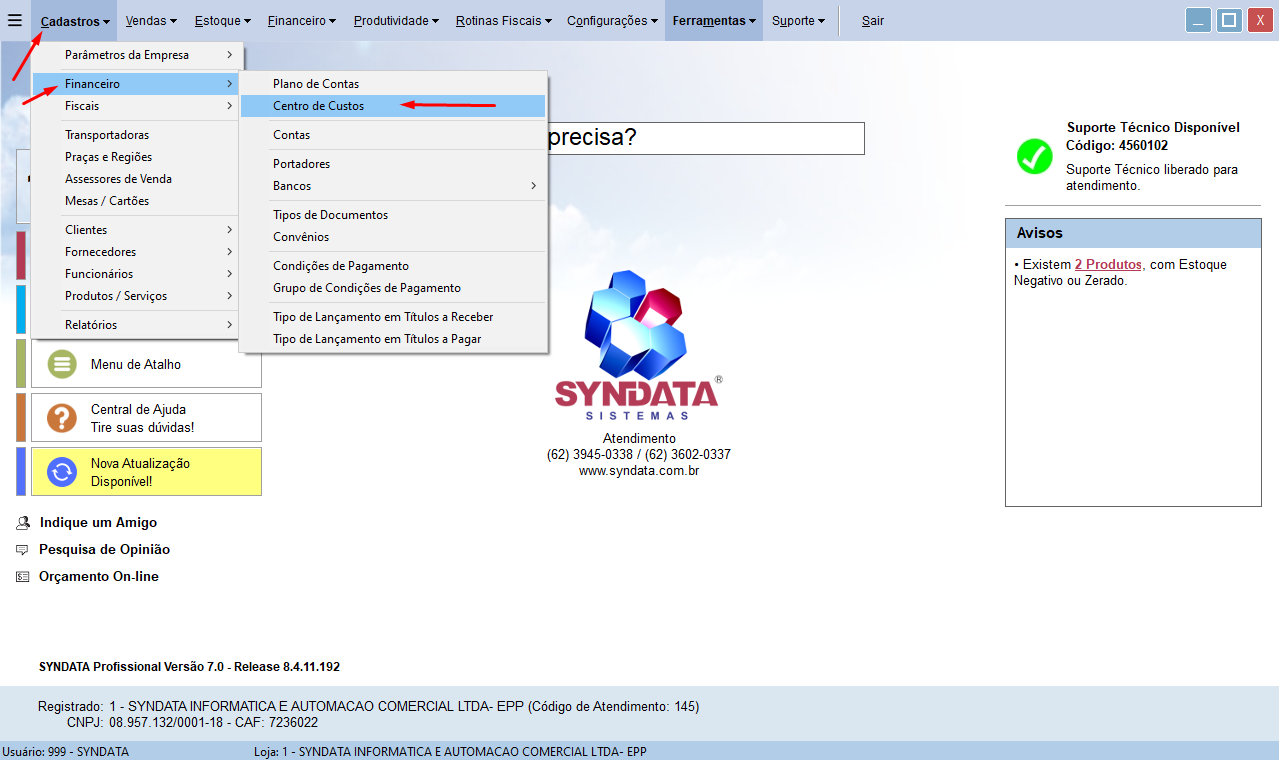 Cadastros Vendas Estoque Financeiro Produtividade Rotinas Fiscais Configurações Ferramentas Suporte Sair X
Parâmetros da Empresa
Financeiro
Fiscais
Transportadoras
Praças e Regiões
Assessores de Venda
Mesas / Cartões
Clientes
Fornecedores
Funcionários
Produtos / Serviços
Relatórios
Plano de Contas
Centro de Custos
Contas
Portadores
Bancos
Tipos de Documentos
Convênios
Condições de Pagamento
Grupo de Condições de Pagamento
Tipo de Lançamento em Títulos a Receber
Tipo de Lançamento em Títulos a Pagar
precisa?
Suporte Técnico Disponível
Código: 4560102
Suporte Técnico liberado para
atendimento.
Avisos
• Existem 2 Produtos, com Estoque
Negativo ou Zerado.
Menu de Atalho
Central de Ajuda
Tire suas dúvidas!
Nova Atualização
Disponível!
Indique um Amigo
Pesquisa de Opinião
Orçamento On-line
SYNDATA®
SISTEMAS
Atendimento
(62) 3945-0338 / (62) 3602-0337
www.syndata.com.br
SYNDATA Profissional Versão 7.0 - Release 8.4.11.192
Registrado: 1 - SYNDATA INFORMATICA E AUTOMACAO COMERCIAL LTDA- EPP (Código de Atendimento: 145)
CNPJ: 08.957.132/0001-18 - CAF: 7236022
Usuário: 999 - SYNDATA Loja: 1 - SYNDATA INFORMATICA E AUTOMACAO COMERCIAL LTDA- EPP